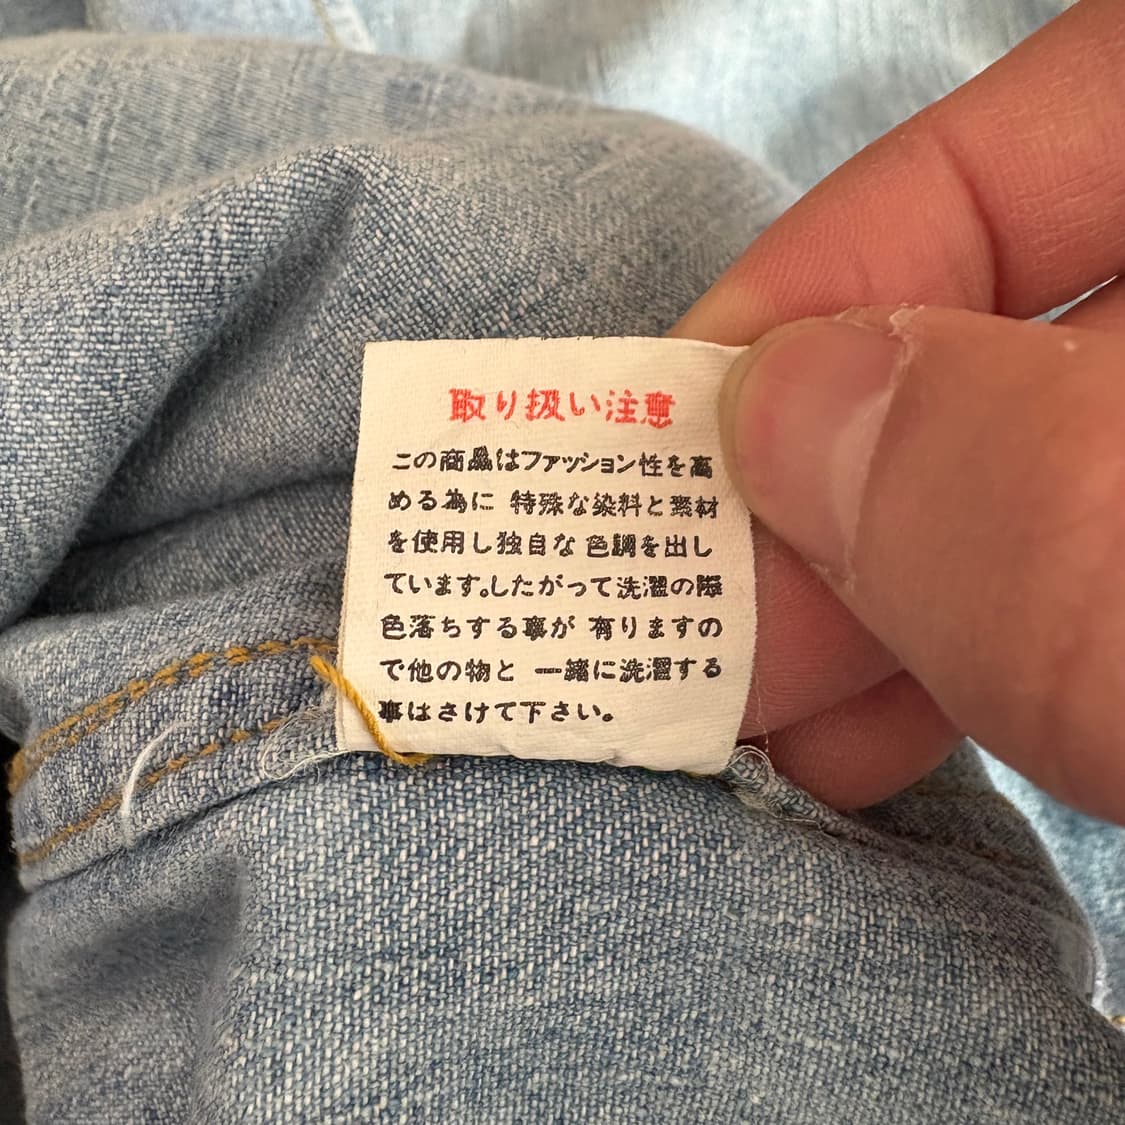 取り扱い注意
この商品はファッション性を高
める為に 特殊な染料と素材
を使用し独自な 色調を出し
ています。したがって洗濯の際
色落ちする事が 有りますの
で他の物と 一緒に洗濯する
事はさけて下さい。